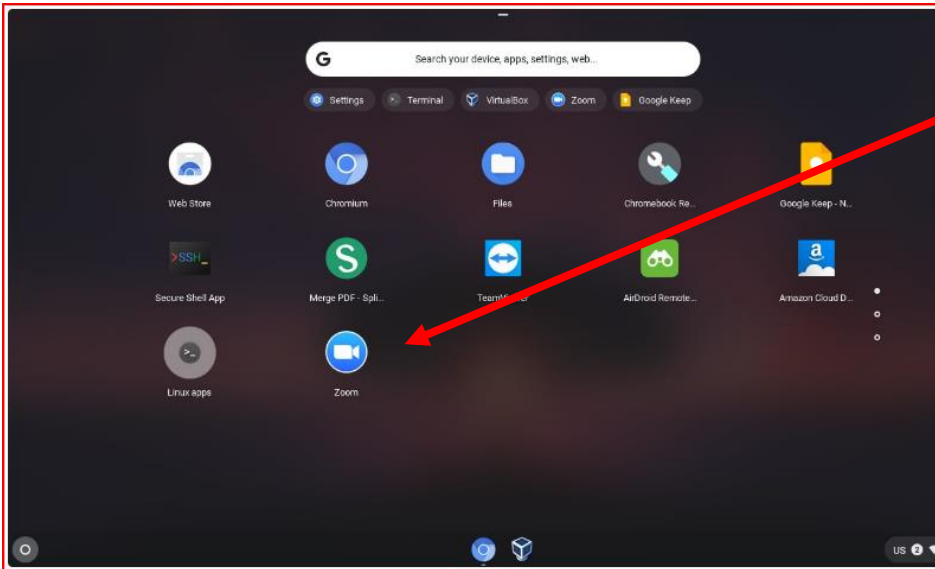 G Search your device, apps, settings, web...
Settings Terminal VirtualBox Zoom Google Keep
Web Store Chromium Files Chromebook Re... Google Keep - N...
>SSH_ S a
Secure Shell App Merge PDF - Spli... AirDroid Remote... Amazon Cloud D...
>_
Linux apps Zoom
US 2